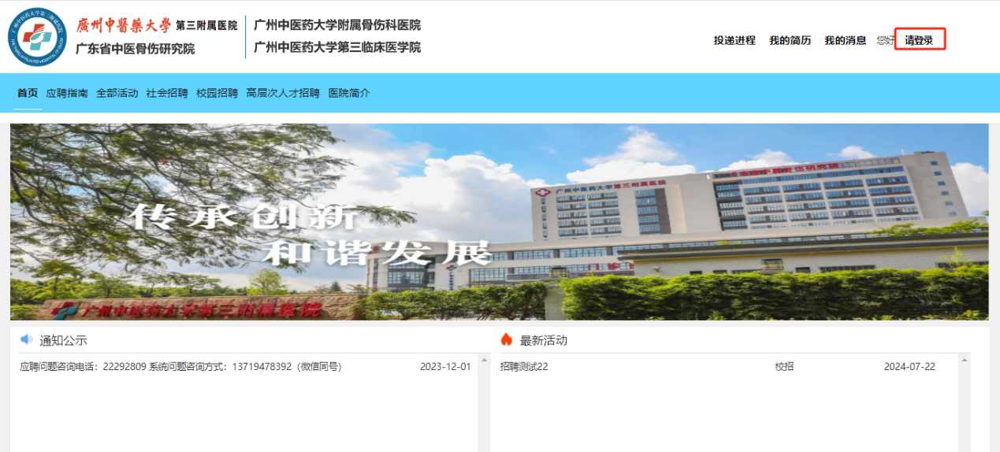 廣州中醫藥大學 第三附属医院
广东省中医骨伤研究院
广州中医药大学附属骨伤科医院
广州中医药大学第三临床医学院
投递进程 我的简历 我的消息 您好 请登录
首页 应聘指南 全部活动 社会招聘 校园招聘 高层次人才招聘 医院简介
广州中医药大学第三附属医院
传承创新
和谐发展
门诊
广州中医药大学第三附属医院
通知公示
应聘问题咨询电话：22292809 系统问题咨询方式：13719478392（微信同号） 2023-12-01
最新活动
招聘测试22 校招 2024-07-22